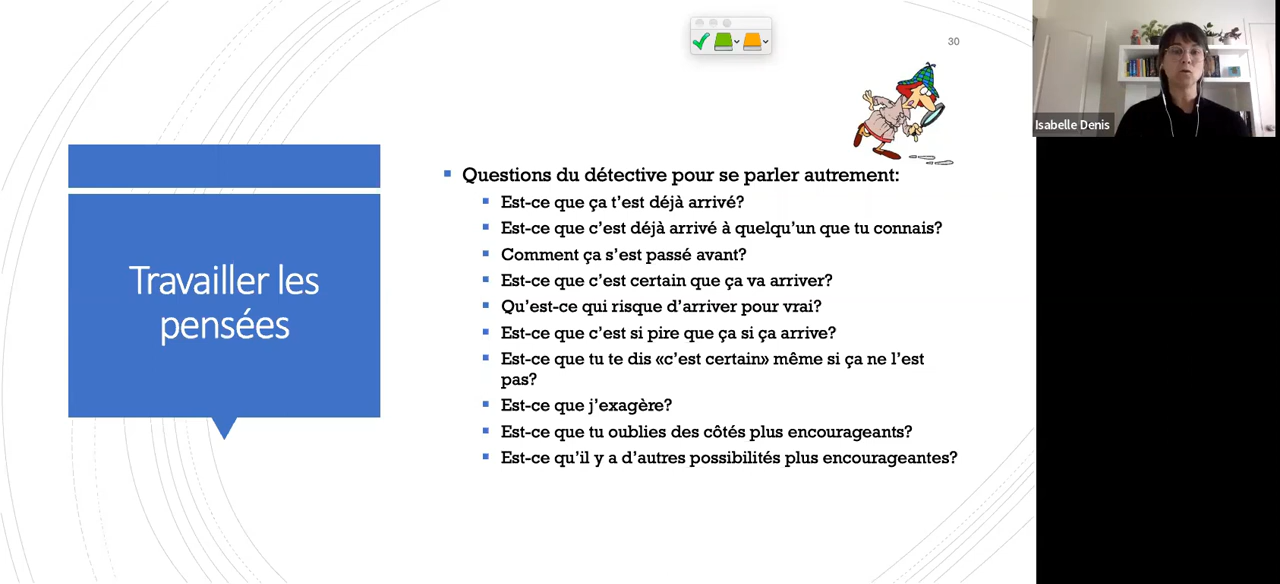 30
Isabelle Denis
Travailler les
pensées
Questions du détective pour se parler autrement:
Est-ce que ça t’est déjà arrivé?
Est-ce que c’est déjà arrivé à quelqu’un que tu connais?
Comment ça s’est passé avant?
Est-ce que c’est certain que ça va arriver?
Qu’est-ce qui risque d’arriver pour vrai?
Est-ce que c’est si pire que ça si ça arrive?
Est-ce que tu te dis «c’est certain» même si ça ne l’est
pas?
Est-ce que j’exagère?
Est-ce que tu oublies des côtés plus encourageants?
Est-ce qu’il y a d’autres possibilités plus encourageantes?